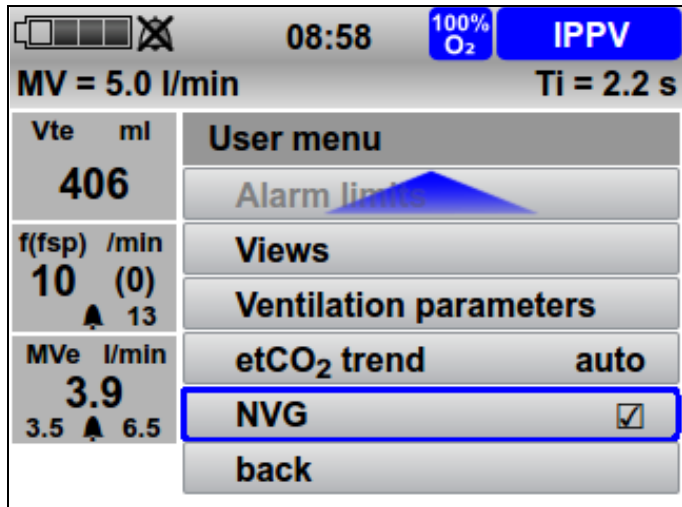 08:58
100%
O₂
IPPV
MV = 5.0 l/min
Ti = 2.2 s
Vte ml
406
f(fsp) /min
10 (0)
13
MVe l/min
3.9
3.5 6.5
User menu
Alarm limits
Views
Ventilation parameters
etCO₂ trend auto
NVG ☑
back